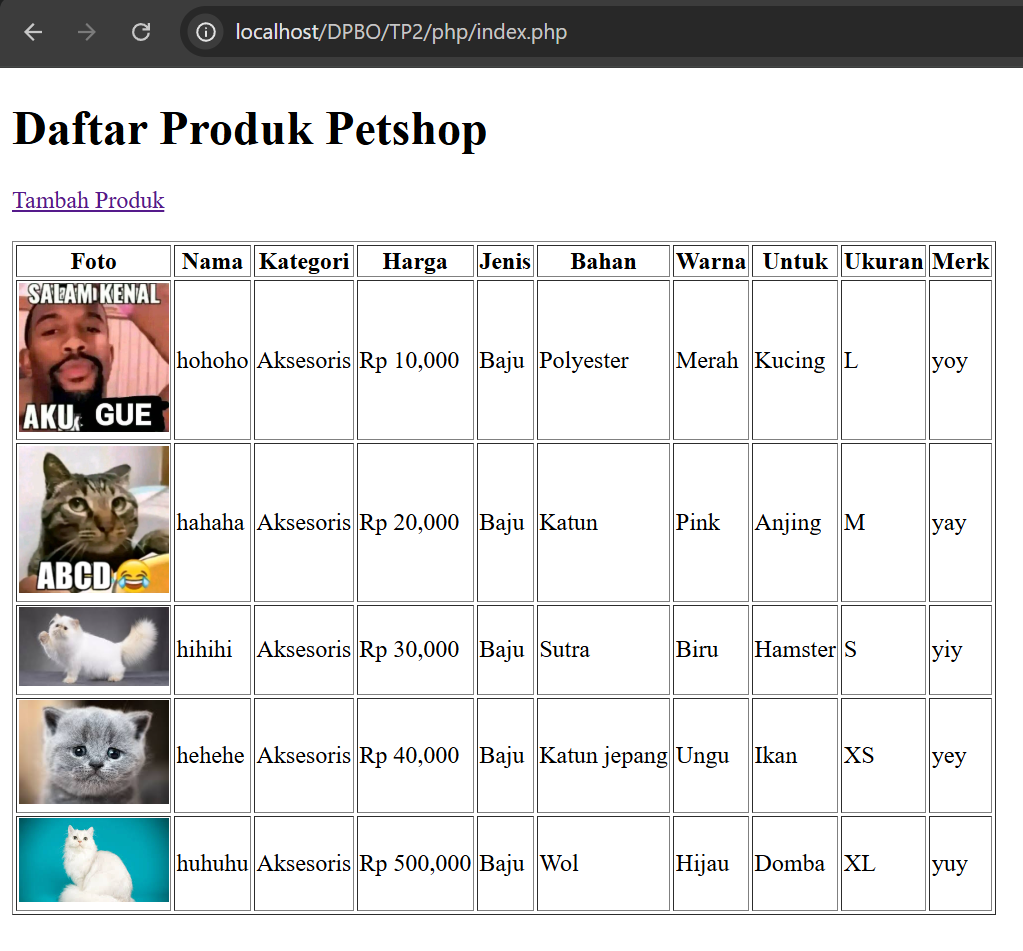 localhost/DPBO/TP2/php/index.php
Daftar Produk Petshop
Tambah Produk
Foto Nama Kategori Harga Jenis Bahan Warna Untuk Ukuran Merk
SALAM KENAL
AKU GUE
hohoho Aksesoris Rp 10,000 Baju Polyester Merah Kucing L yoy
ABCD😂
hahaha Aksesoris Rp 20,000 Baju Katun Pink Anjing M yay
hihihi Aksesoris Rp 30,000 Baju Sutra Biru Hamster S yiy
hehehe Aksesoris Rp 40,000 Baju Katun jepang Ungu Ikan XS yey
huhuhu Aksesoris Rp 500,000 Baju Wol Hijau Domba XL yuy